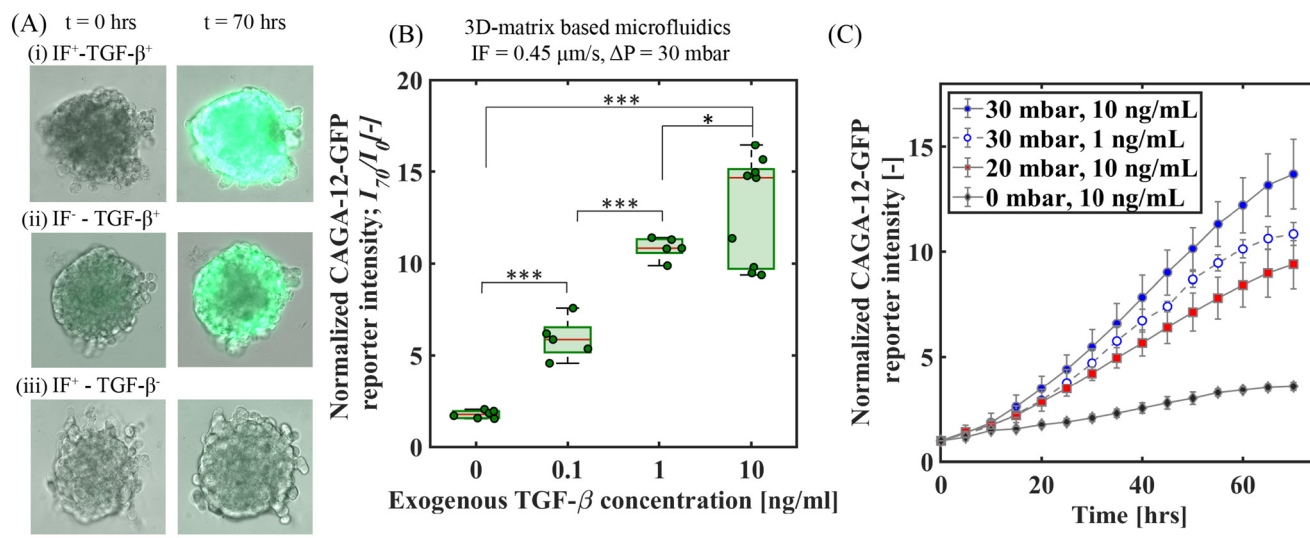 (A)
t = 0 hrs
t = 70 hrs
(i) IF⁺-TGF-β⁺
(ii) IF⁻ - TGF-β⁺
(iii) IF⁺ - TGF-β⁻
(B)
3D-matrix based microfluidics
IF = 0.45 μm/s, ΔP = 30 mbar
Normalized CAGA-12-GFP
reporter intensity; I₇₀/I₀[-]
20
15
10
5
0
***
*
***
***
0 0.1 1 10
Exogenous TGF-β concentration [ng/ml]
(C)
Normalized CAGA-12-GFP
reporter intensity [-]
15
10
5
0
30 mbar, 10 ng/mL
30 mbar, 1 ng/mL
20 mbar, 10 ng/mL
0 mbar, 10 ng/mL
0 20 40 60
Time [hrs]